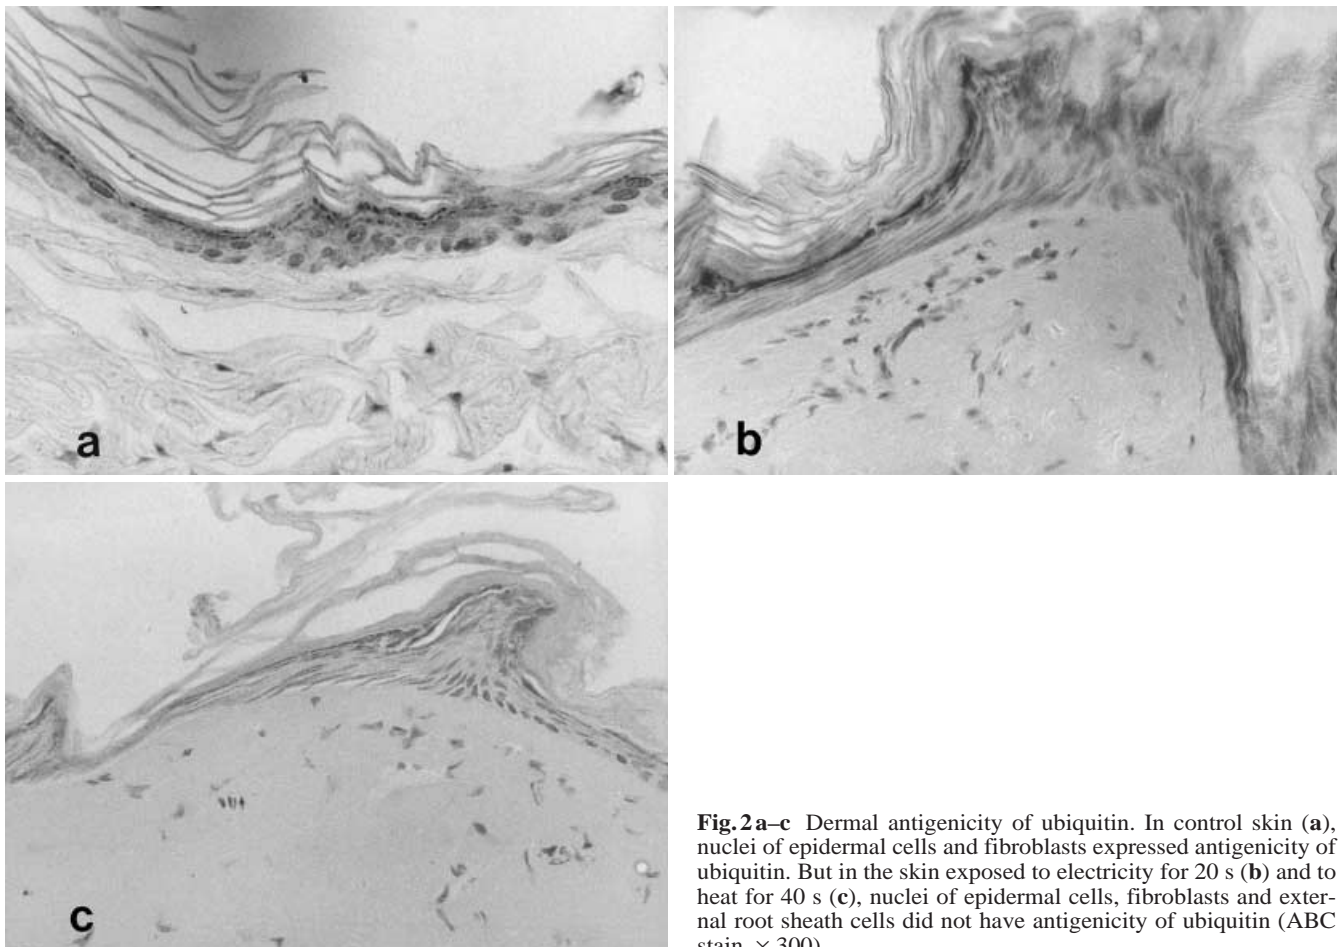 a
b
c
Fig. 2 a–c Dermal antigenicity of ubiquitin. In control skin (a),
nuclei of epidermal cells and fibroblasts expressed antigenicity of
ubiquitin. But in the skin exposed to electricity for 20 s (b) and to
heat for 40 s (c), nuclei of epidermal cells, fibroblasts and exter-
nal root sheath cells did not have antigenicity of ubiquitin (ABC
stain, × 300)